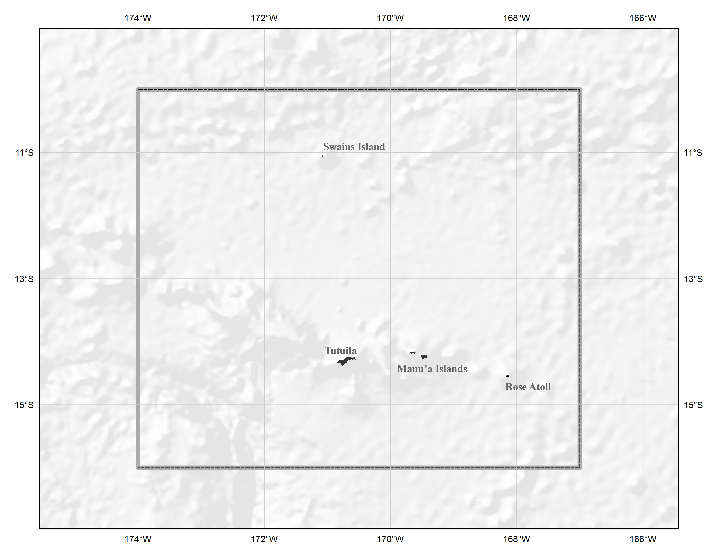 174°W 172°W 170°W 168°W 166°W
Swains Island
11°S 11°S
13°S 13°S
Tutuila
Manu'a Islands
Rose Atoll
15°S 15°S
174°W 172°W 170°W 168°W 166°W